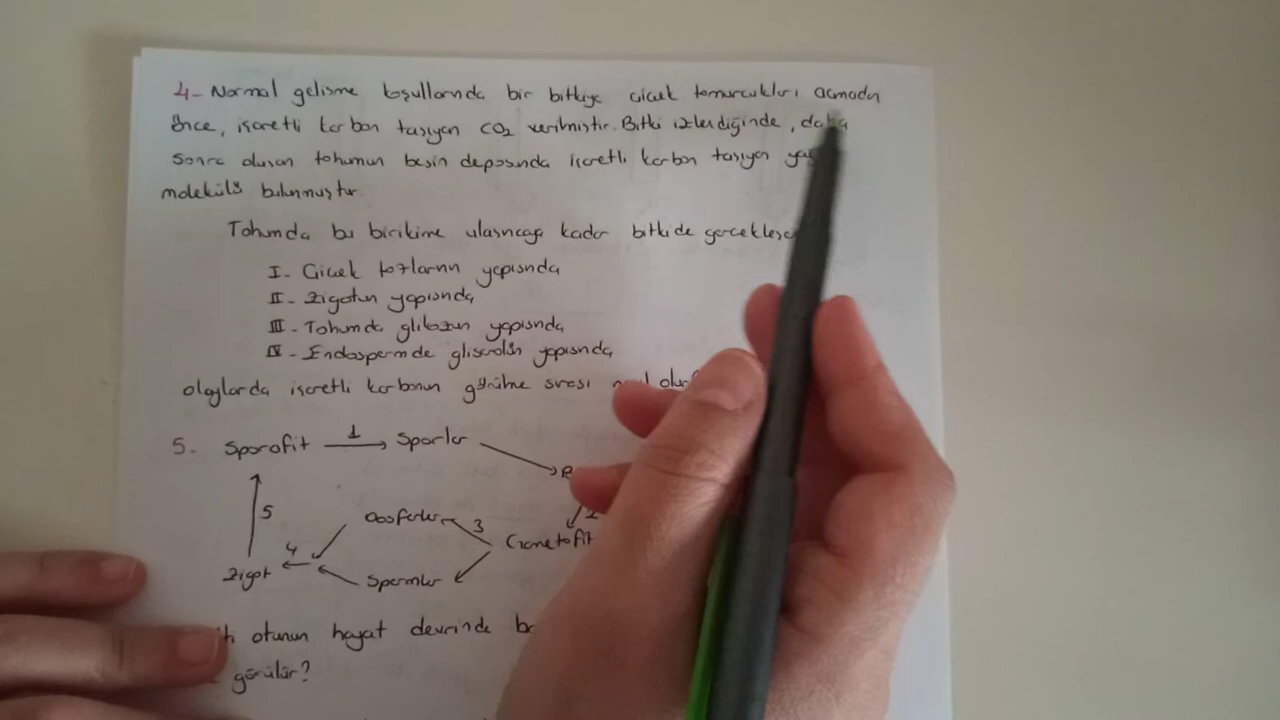 4- Normal gelişme koşullarında bir bitkiye çiçek tomurcukları açmadan
önce, işaretli karbon taşıyan CO2 verilmiştir. Bitki izlendiğinde, daha
sonra oluşan tohumun besin deposunda işaretli karbon taşıyan
molekülü bulunmuştur.
Tohumda bu birikime ulaşıncaya kadar bitkide gerçekleşen
I- Çiçek tozlarının yapısında
II- Zigotun yapısında
III- Tohumda glikozun yapısında
IV- Endospermde gliserolün yapısında
olaylarda işaretli karbonun görülme sırası
5. Sporofit 1 Sporlar
5 Oosferler 3 2
4 Gametofit
Zigot Spermler
otunun hayat devrinde
görülür?